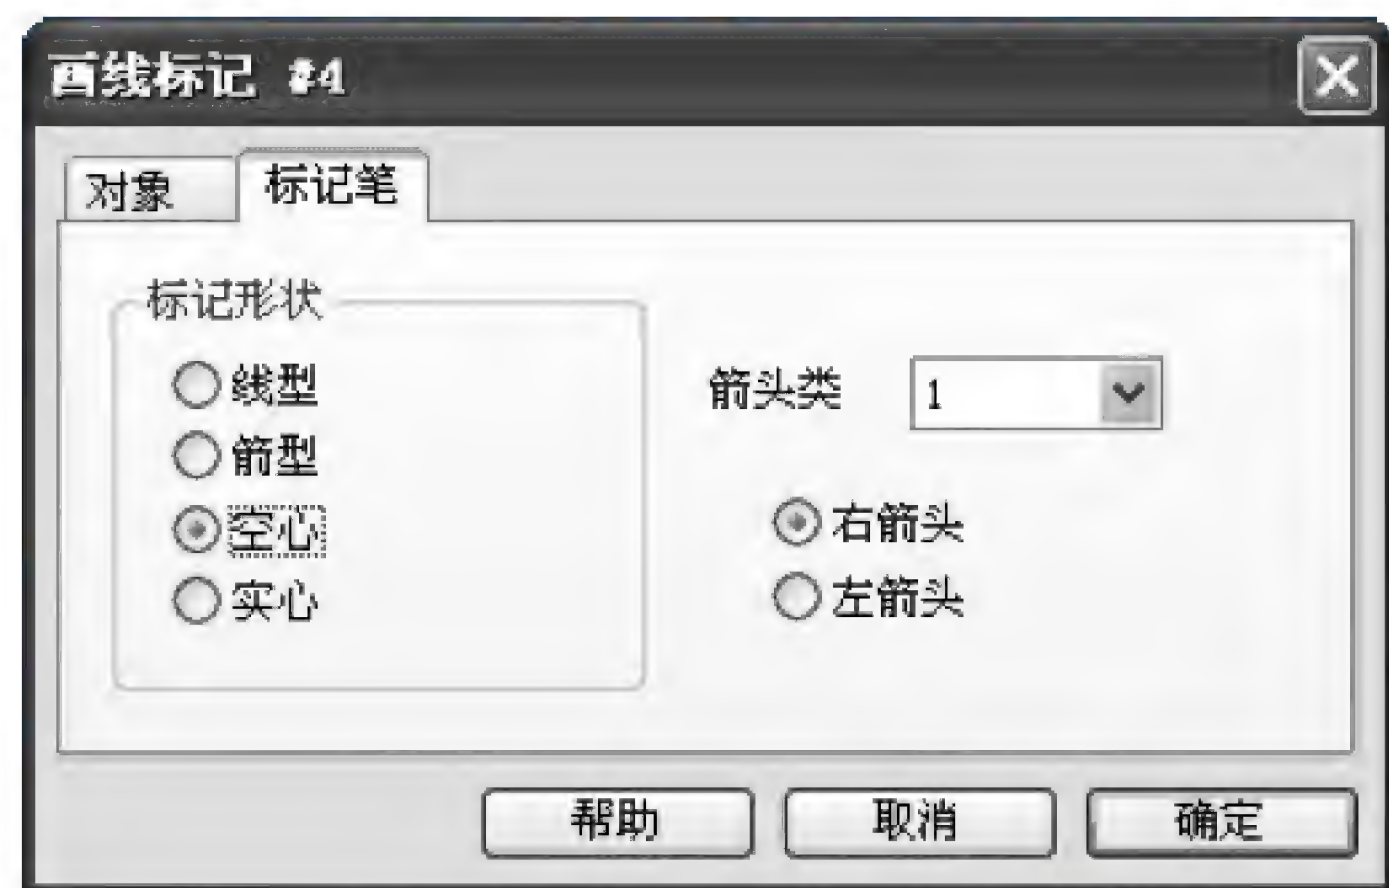 画线标记 #4
对象 标记笔
标记形状
线型
箭型
空心
实心
箭头类 1
右箭头
左箭头
帮助 取消 确定